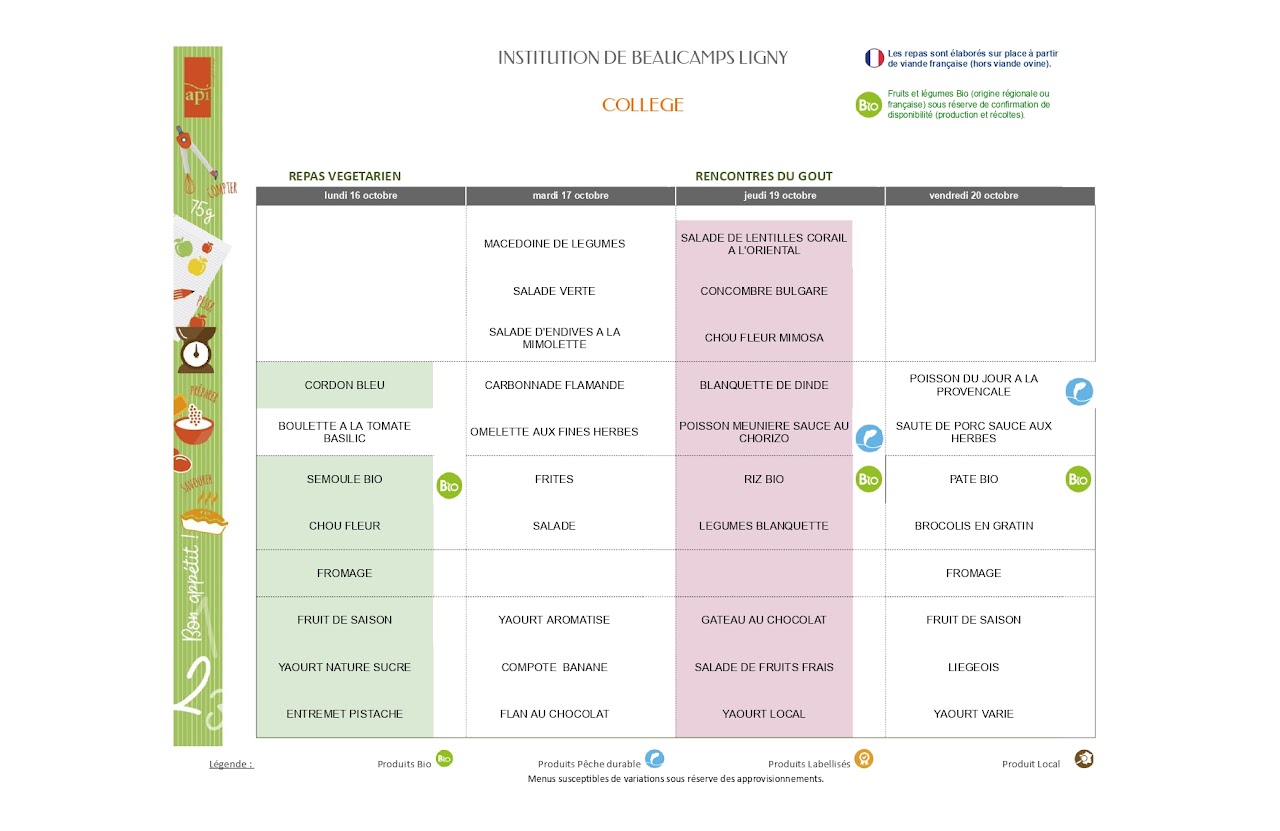 INSTITUTION DE BEAUCAMPS LIGNY
Les repas sont élaborés sur place à partir
de viande française (hors viande ovine).
COLLEGE
Bio
Fruits et légumes Bio (origine régionale ou
française) sous réserve de confirmation de
disponibilité (production et récoltes).
api
COMPTER
75g
PESER
PRÉPARER
SAVOURER
Bon appétit !
2
3
REPAS VEGETARIEN
RENCONTRES DU GOUT
lundi 16 octobre
mardi 17 octobre
jeudi 19 octobre
vendredi 20 octobre
MACEDOINE DE LEGUMES
SALADE DE LENTILLES CORAIL
A L'ORIENTAL
SALADE VERTE
CONCOMBRE BULGARE
SALADE D'ENDIVES A LA
MIMOLETTE
CHOU FLEUR MIMOSA
CORDON BLEU
CARBONNADE FLAMANDE
BLANQUETTE DE DINDE
POISSON DU JOUR A LA
PROVENCALE
BOULETTE A LA TOMATE
BASILIC
OMELETTE AUX FINES HERBES
POISSON MEUNIERE SAUCE AU
CHORIZO
SAUTE DE PORC SAUCE AUX
HERBES
SEMOULE BIO
Bio
FRITES
RIZ BIO
Bio
PATE BIO
Bio
CHOU FLEUR
SALADE
LEGUMES BLANQUETTE
BROCOLIS EN GRATIN
FROMAGE
FROMAGE
FRUIT DE SAISON
YAOURT AROMATISE
GATEAU AU CHOCOLAT
FRUIT DE SAISON
YAOURT NATURE SUCRE
COMPOTE  BANANE
SALADE DE FRUITS FRAIS
LIEGEOIS
ENTREMET PISTACHE
FLAN AU CHOCOLAT
YAOURT LOCAL
YAOURT VARIE
Légende :
Produits Bio
Bio
Produits Pêche durable
Produits Labellisés
Produit Local
Menus susceptibles de variations sous réserve des approvisionnements.